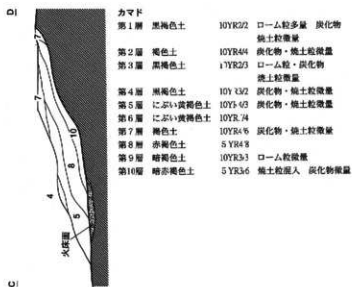 カマド
第1層 黒褐色土 10YR2/2 ローム粒多量 炭化物
焼土粒微量
第2層 褐色土 10YR4/4 炭化物・焼土粒微量
第3層 黒褐色土 10YR2/3 ローム粒・炭化物
焼土粒微量
第4層 黒褐色土 10YR3/2 炭化物・焼土粒微量
第5層 にぶい黄褐色土 10YR4/3 炭化物・焼土粒微量
第6層 にぶい黄褐色土
第7層 褐色土 10YR4/6 炭化物・焼土粒微量
第8層 赤褐色土 5YR4/8
第9層 暗褐色土 10YR3/3 ローム粒微量
第10層 暗赤褐色土 5YR3/6 焼土粒混入 炭化物微量
D
7
7
10
8
4
5
火床面
C